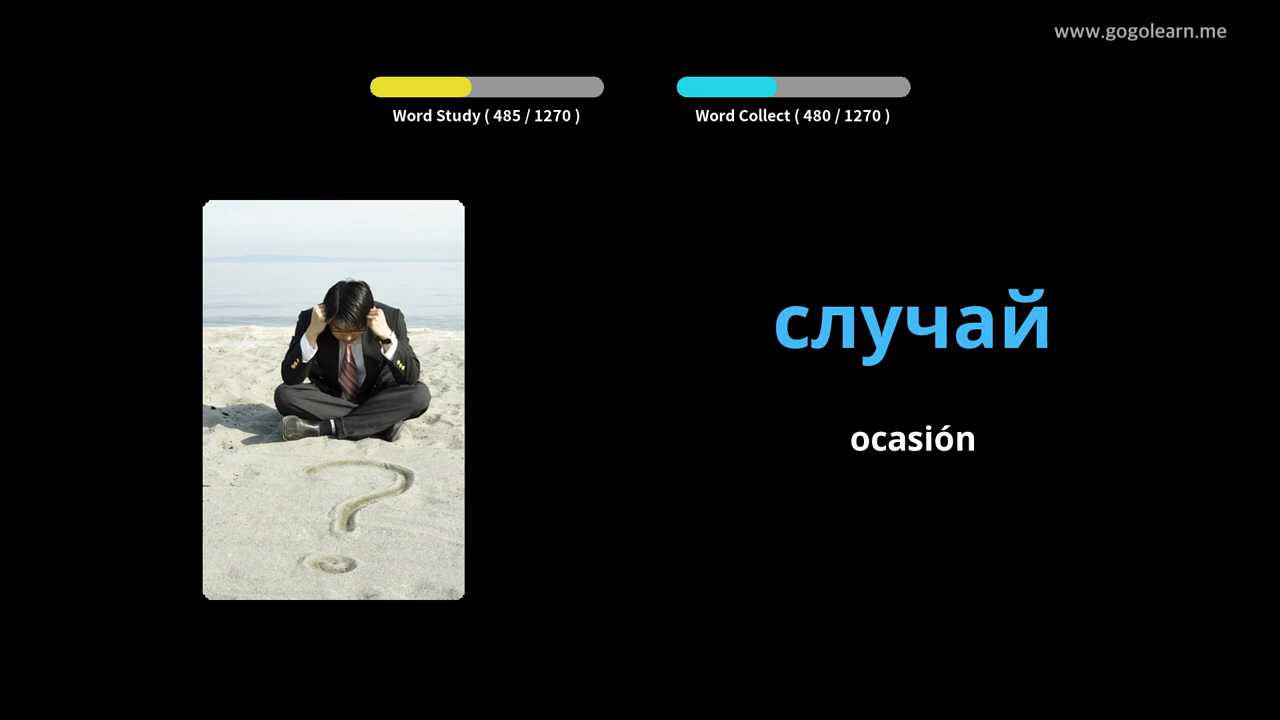 www.gogolearn.me
Word Study ( 485 / 1270 )
Word Collect ( 480 / 1270 )
случай
ocasión
?